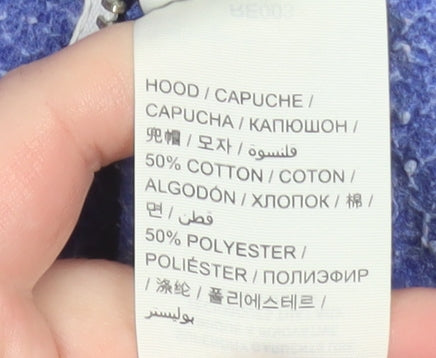 HOOD / CAPUCHE /
CAPUCHA / КАПЮШОН /
兜帽 / 모자 / قلنسوة /
50% COTTON / COTON /
ALGODÓN / ХЛОПОК / 棉 /
면 / قطن
50% POLYESTER /
POLIÉSTER / ПОЛИЭФИР
/ 涤纶 / 폴리에스테르 /
بوليستر